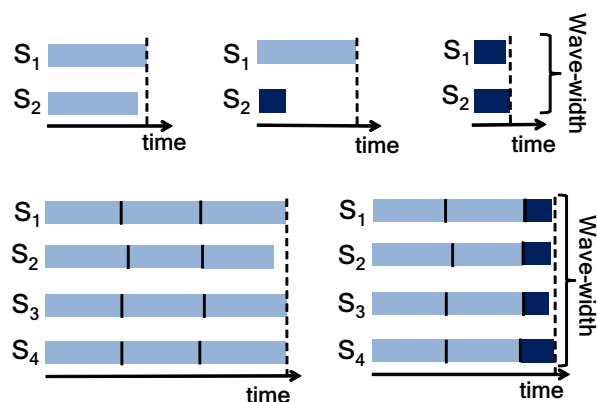 S₁
S₂
time
S₁
S₂
time
S₁
S₂
time
Wave-width
S₁
S₂
S₃
S₄
time
S₁
S₂
S₃
S₄
time
Wave-width